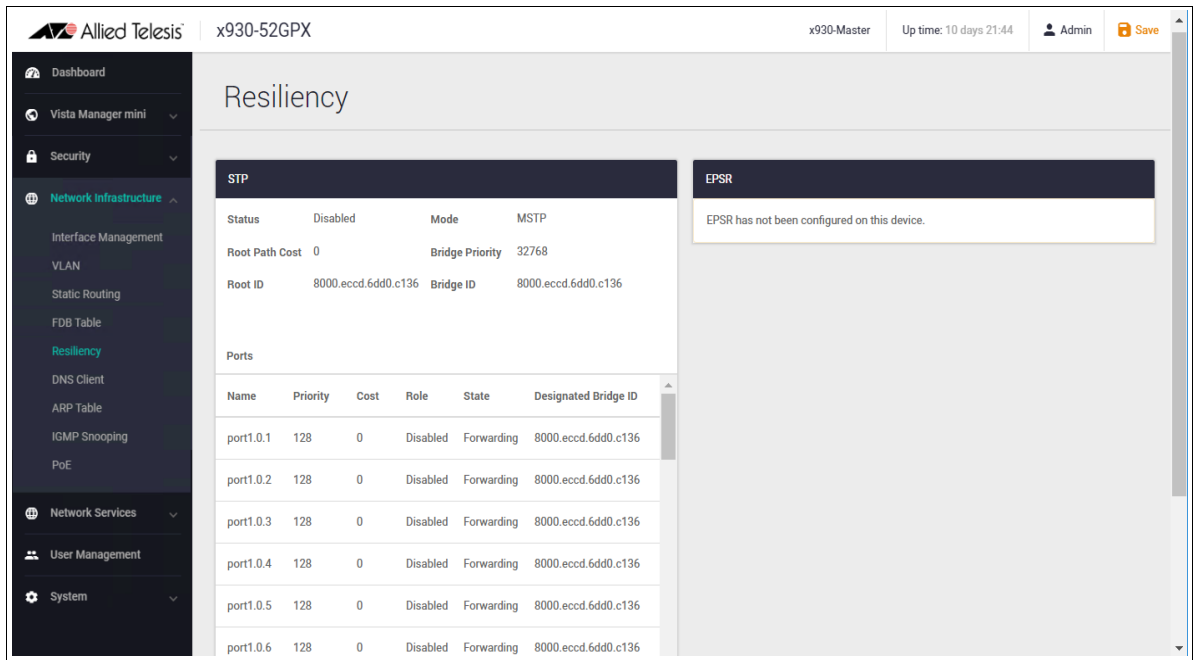 Allied Telesis x930-52GPX x930-Master Up time: 10 days 21:44 Admin Save
Dashboard
Vista Manager mini
Security
Network Infrastructure
Interface Management
VLAN
Static Routing
FDB Table
Resiliency
DNS Client
ARP Table
IGMP Snooping
PoE
Network Services
User Management
System
Resiliency
STP
Status Disabled Mode MSTP
Root Path Cost 0 Bridge Priority 32768
Root ID 8000.eccd.6dd0.c136 Bridge ID 8000.eccd.6dd0.c136
Ports
Name Priority Cost Role State Designated Bridge ID
port1.0.1 128 0 Disabled Forwarding 8000.eccd.6dd0.c136
port1.0.2 128 0 Disabled Forwarding 8000.eccd.6dd0.c136
port1.0.3 128 0 Disabled Forwarding 8000.eccd.6dd0.c136
port1.0.4 128 0 Disabled Forwarding 8000.eccd.6dd0.c136
port1.0.5 128 0 Disabled Forwarding 8000.eccd.6dd0.c136
port1.0.6 128 0 Disabled Forwarding 8000.eccd.6dd0.c136
EPSR
EPSR has not been configured on this device.